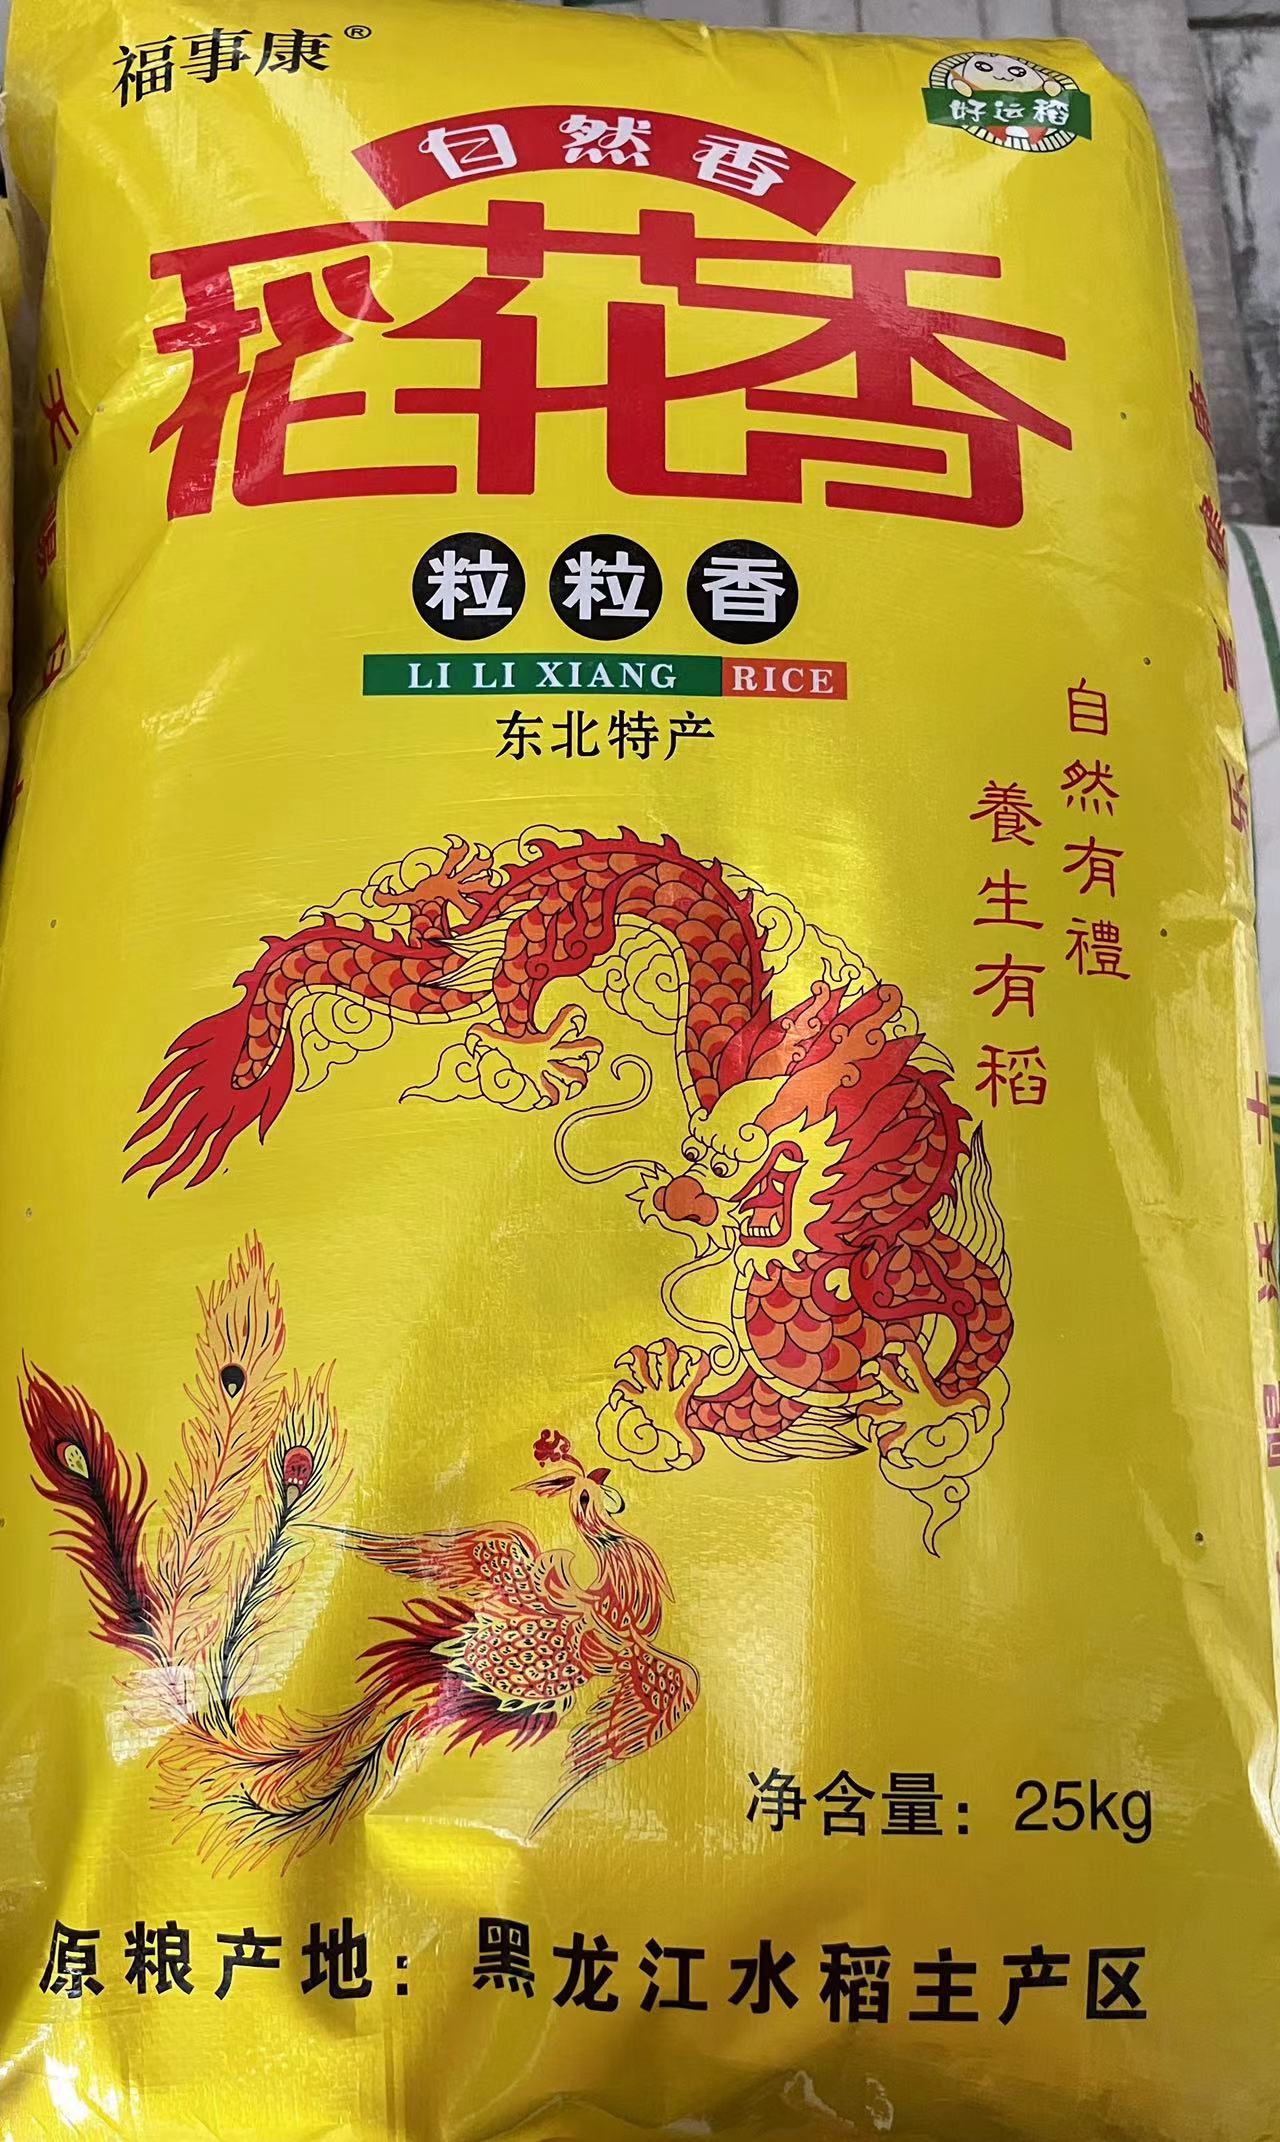 福事康®
好运稻
自然香
稻花香
粒粒香
LI LI XIANG RICE
东北特产
自然有禮
養生有稻
净含量：25kg
原粮产地：黑龙江水稻主产区